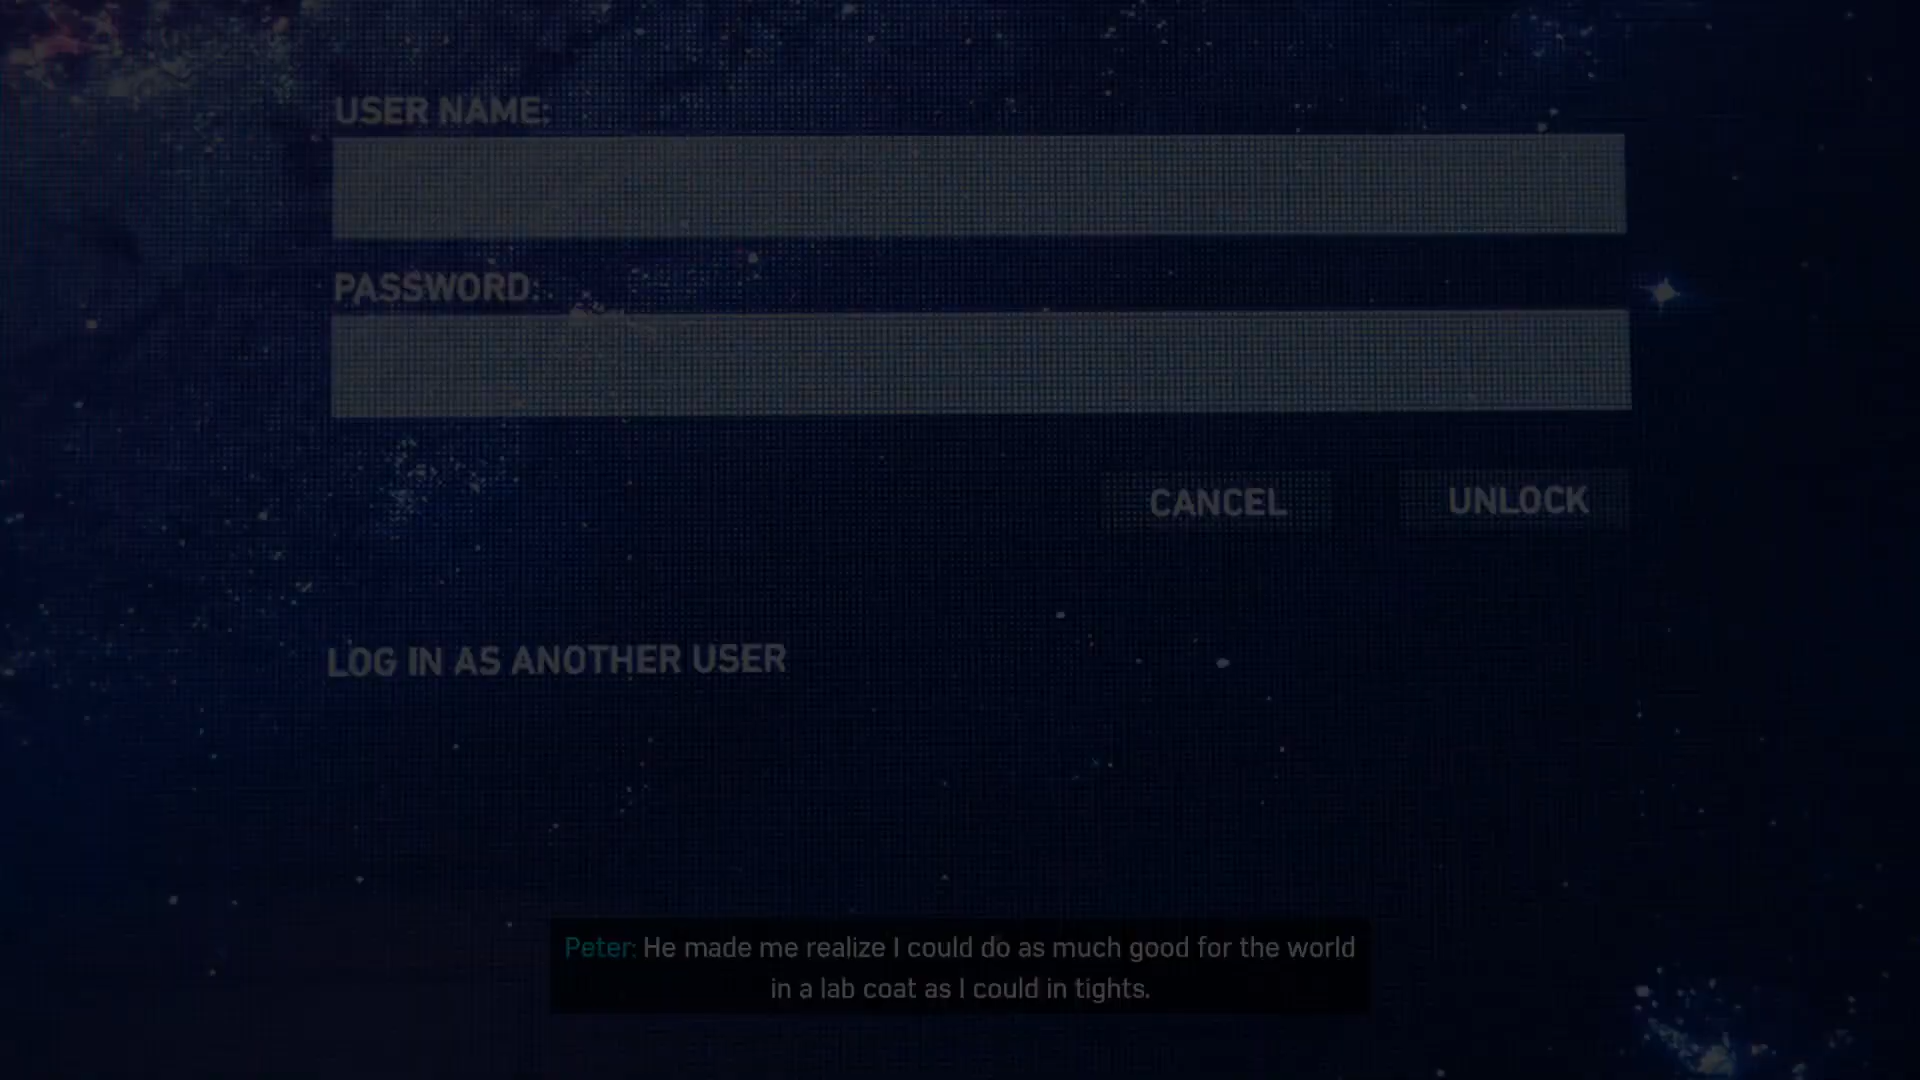 USER NAME:
PASSWORD:
CANCEL
UNLOCK
LOG IN AS ANOTHER USER
Peter: He made me realize I could do as much good for the world
in a lab coat as I could in tights.